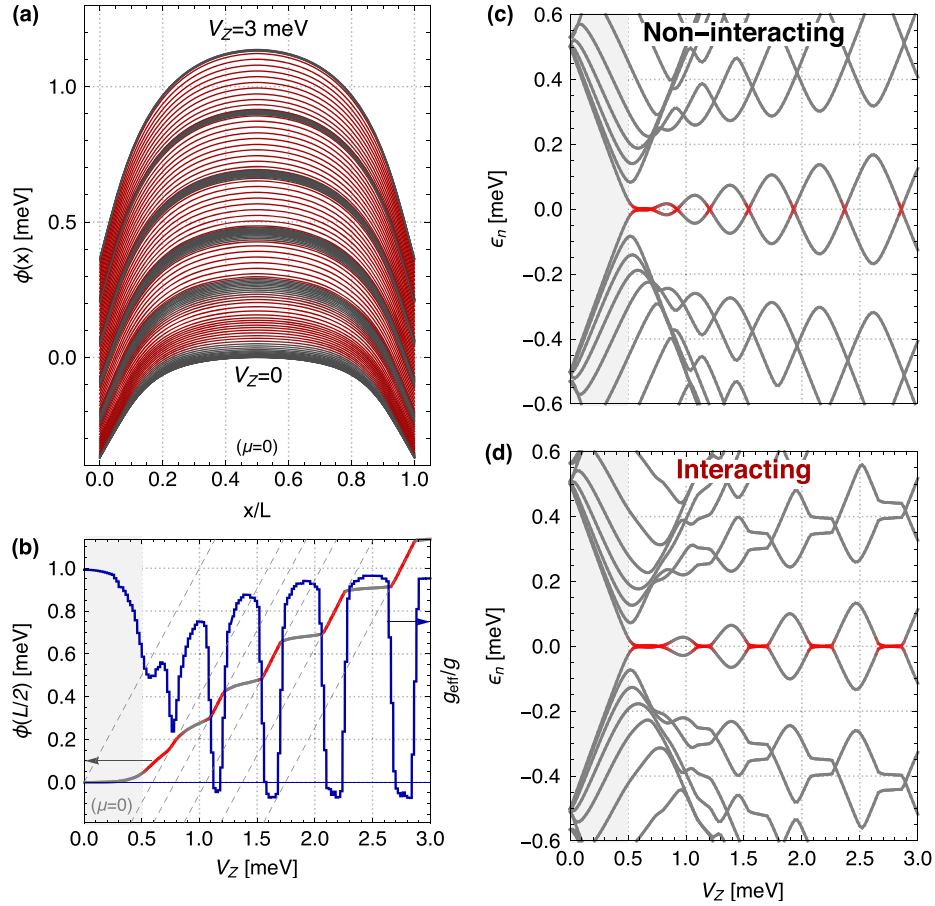 (a)
V_Z=3 meV
ϕ(x) [meV]
1.0
0.5
0.0
V_Z=0
(μ=0)
0.0 0.2 0.4 0.6 0.8 1.0
x/L
(b)
ϕ(L/2) [meV]
1.0
0.8
0.6
0.4
0.2
0.0
(μ=0)
g_eff/g
0.0 0.5 1.0 1.5 2.0 2.5 3.0
V_Z [meV]
(c)
Non−interacting
ϵ_n [meV]
0.6
0.4
0.2
0.0
−0.2
−0.4
−0.6
(d)
Interacting
ϵ_n [meV]
0.6
0.4
0.2
0.0
−0.2
−0.4
−0.6
0.0 0.5 1.0 1.5 2.0 2.5 3.0
V_Z [meV]